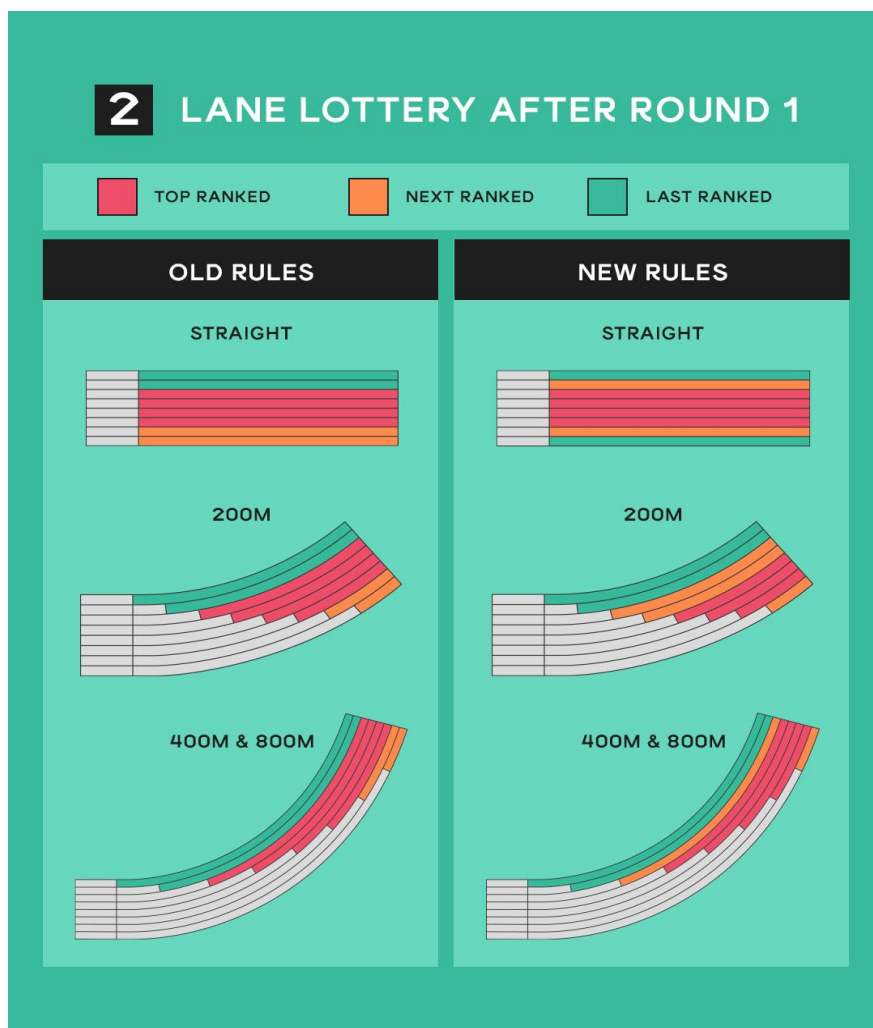 2 LANE LOTTERY AFTER ROUND 1
TOP RANKED NEXT RANKED LAST RANKED
OLD RULES
STRAIGHT
200M
400M & 800M
NEW RULES
STRAIGHT
200M
400M & 800M